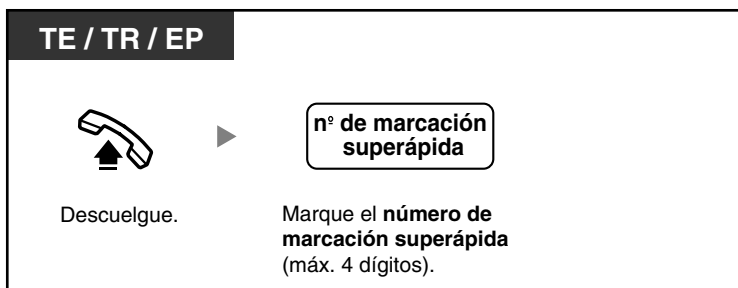 TE / TR / EP
nº de marcación
superápida
Descuelgue.
Marque el número de
marcación superápida
(máx. 4 dígitos).